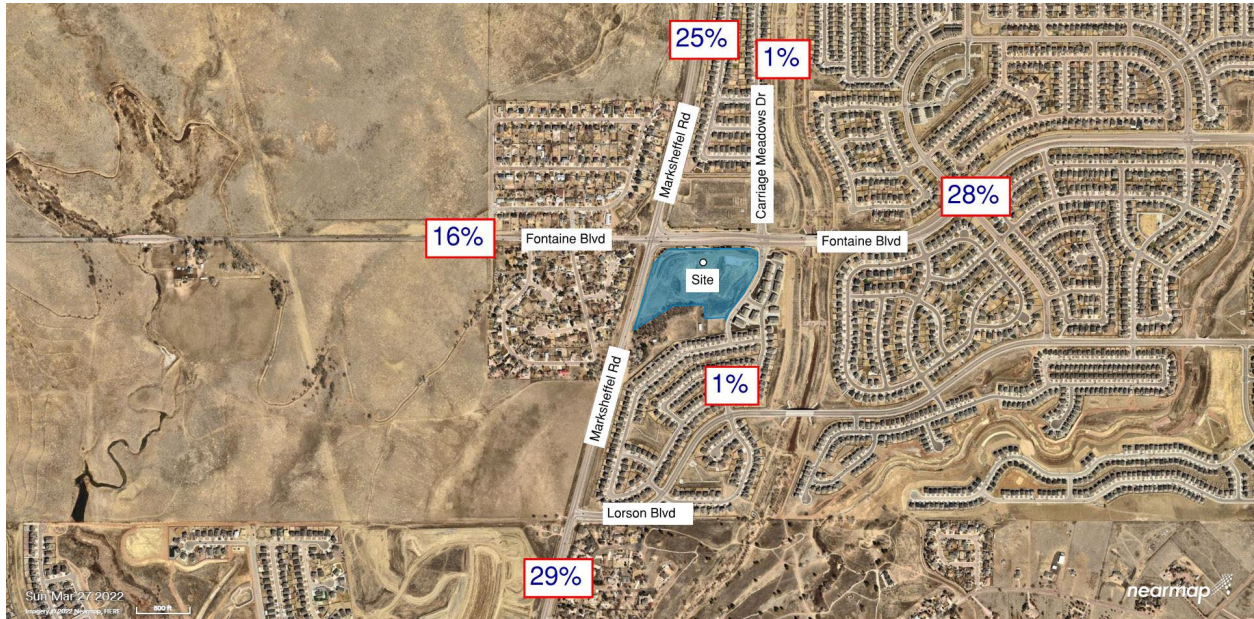 25%
1%
Marksheffel Rd
Carriage Meadows Dr
28%
16%
Fontaine Blvd
Fontaine Blvd
Site
Marksheffel Rd
1%
Lorson Blvd
29%
Sun Mar 27 2022
Imagery © 2022 Nearmap, HERE
500 ft
nearmap